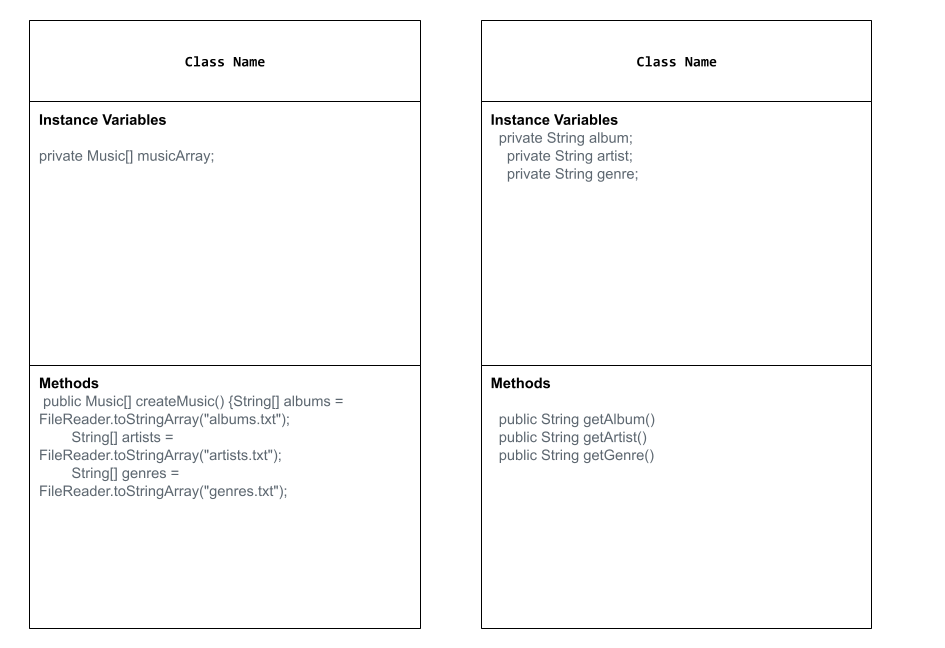 Class Name
Instance Variables
private Music[] musicArray;
Methods
public Music[] createMusic() {String[] albums =
FileReader.toStringArray("albums.txt");
String[] artists =
FileReader.toStringArray("artists.txt");
String[] genres =
FileReader.toStringArray("genres.txt");
Class Name
Instance Variables
private String album;
private String artist;
private String genre;
Methods
public String getAlbum()
public String getArtist()
public String getGenre()